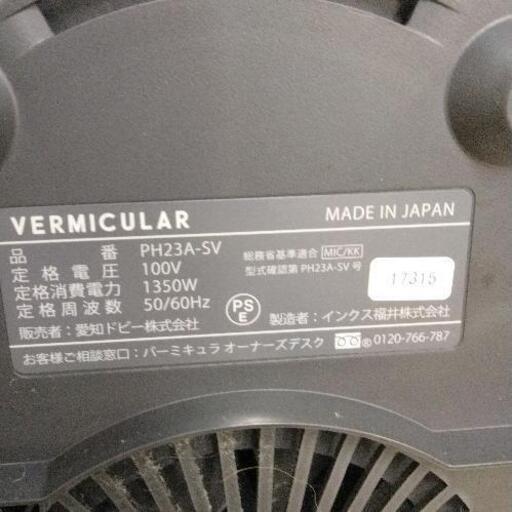 VERMICULAR MADE IN JAPAN
品番 PH23A-SV 総務省基準適合 MIC/KK
定格電圧 100V 型式確認第 PH23A-SV 号
17315
定格消費電力 1350W
定格周波数 50/60Hz
PS E
販売者：愛知ドビー株式会社 製造者：インクス福井株式会社
お客様ご相談窓口：バーミキュラ オーナーズデスク ® 0120-766-787